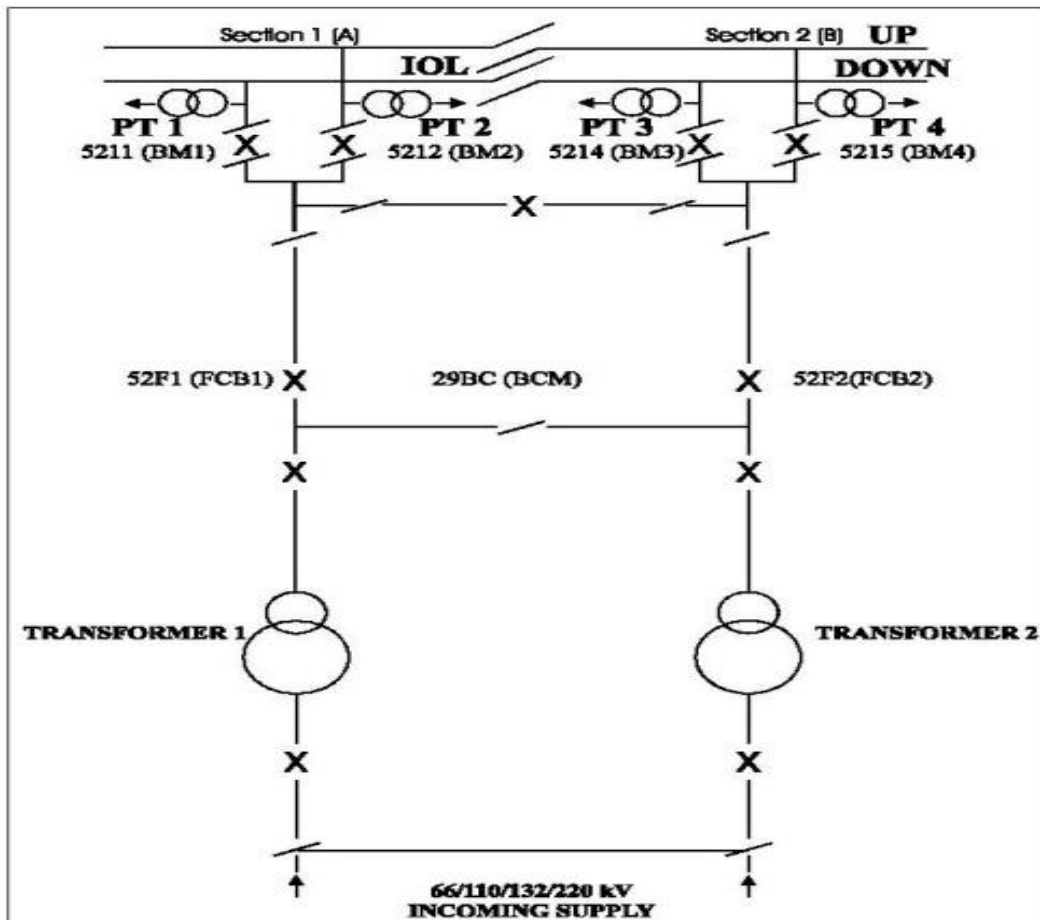 Section 1 (A)
Section 2 (B) UP
IOL
DOWN
PT 1
PT 2
PT 3
PT 4
5211 (BM1)
5212 (BM2)
5214 (BM3)
5215 (BM4)
52F1 (FCB1)
29BC (BCM)
52F2(FCB2)
TRANSFORMER 1
TRANSFORMER 2
66/110/132/220 kV
INCOMING SUPPLY